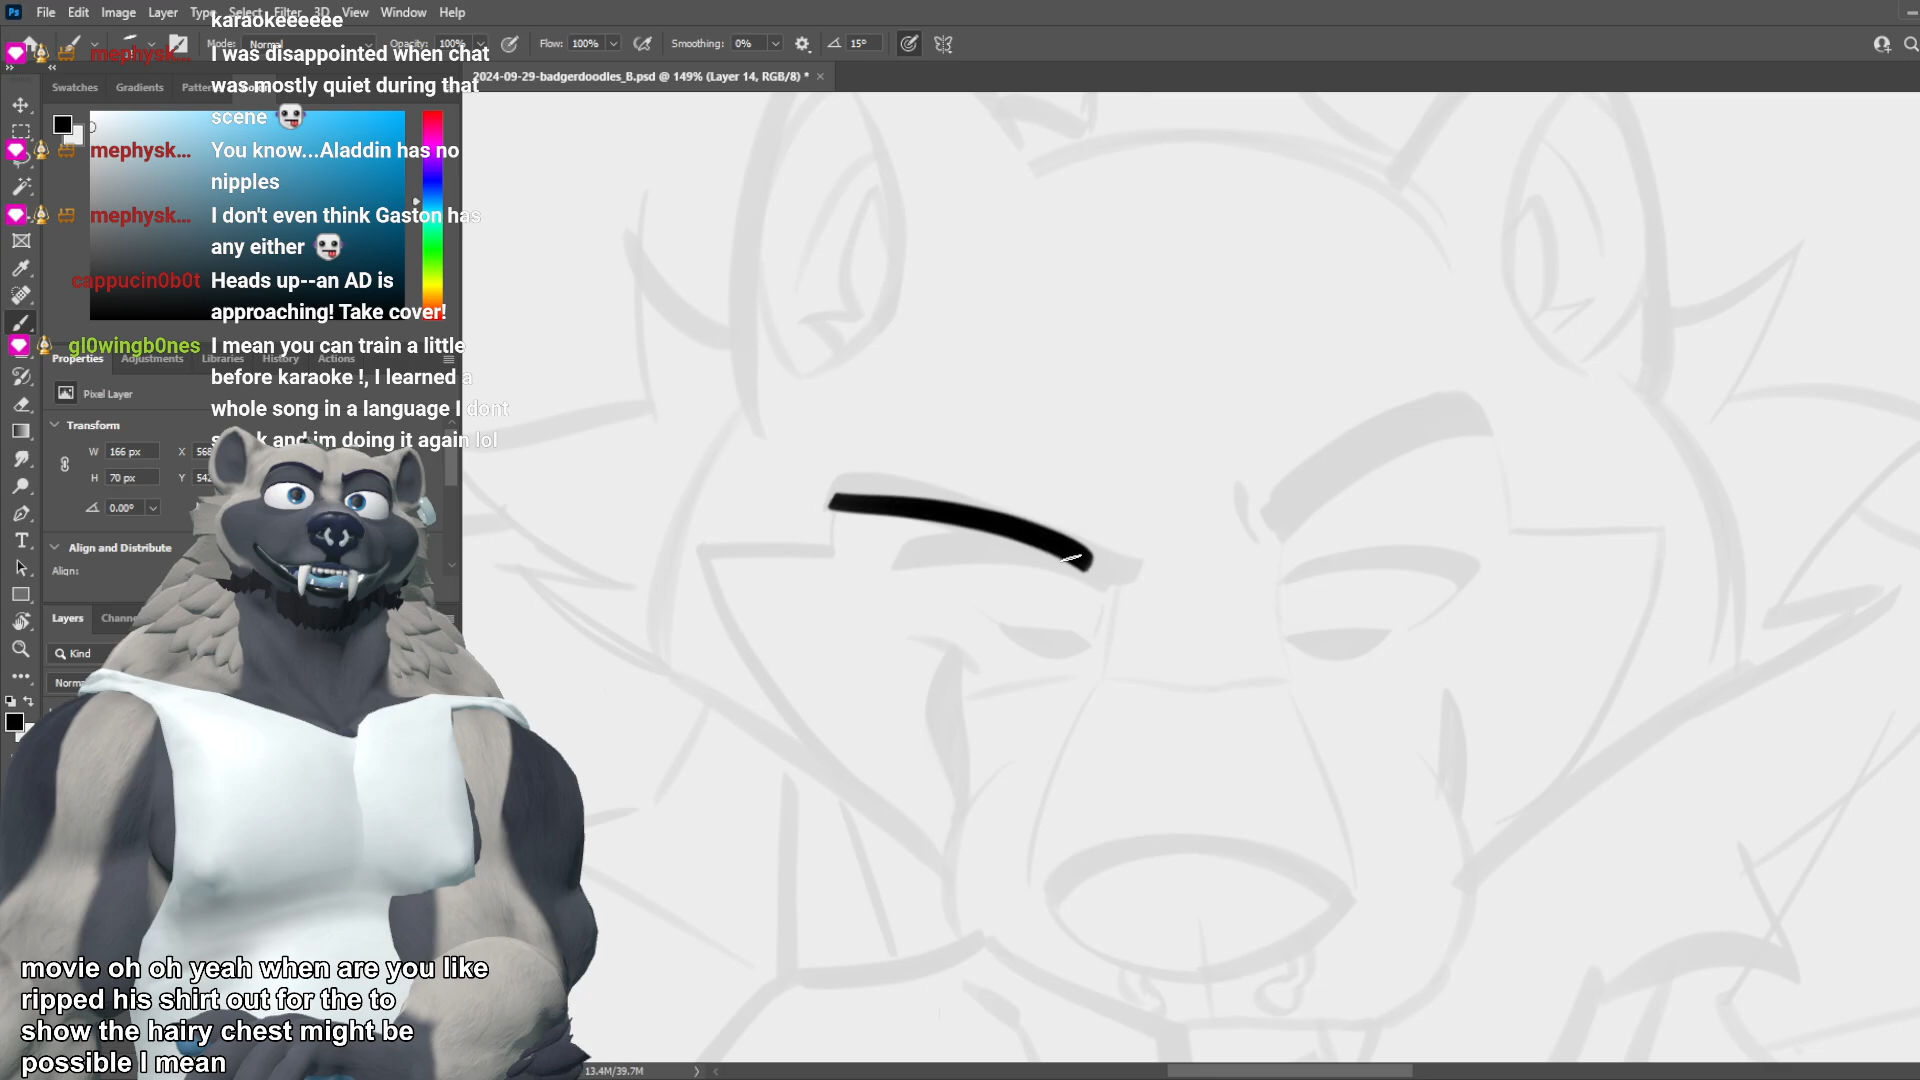 File Edit Image Layer Type Select Filter 3D View Window Help
Mode: Normal Opacity: 100% Flow: 100% Smoothing: 0% 15°
2024-09-29-badgerdoodles_B.psd @ 149% (Layer 14, RGB/8) *
Swatches Gradients
karaokeeeeee
mephysk... I was disappointed when chat
was mostly quiet during that
scene
mephysk... You know...Aladdin has no
nipples
mephysk... I don't even think Gaston has
any either
cappucin0b0t Heads up--an AD is
approaching! Take cover!
gl0wingb0nes I mean you can train a little
before karaoke !, I learned a
whole song in a language I dont
and im doing it again lol
Properties Adjustments Libraries History Actions
Pixel Layer
Transform
W 166 px X
H 70 px Y
0.00°
Align and Distribute
Align:
Layers
Kind
movie oh oh yeah when are you like
ripped his shirt out for the to
show the hairy chest might be
possible I mean
13.4M/39.7M